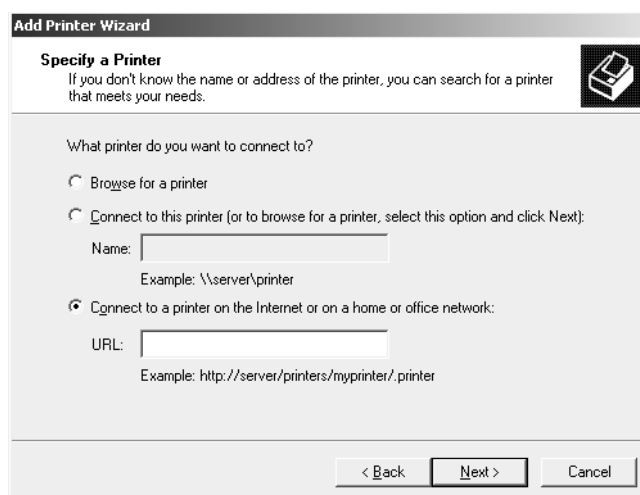 Add Printer Wizard
Specify a Printer
If you don't know the name or address of the printer, you can search for a printer
that meets your needs.
What printer do you want to connect to?
Browse for a printer
Connect to this printer (or to browse for a printer, select this option and click Next):
Name:
Example: \\server\printer
Connect to a printer on the Internet or on a home or office network:
URL:
Example: http://server/printers/myprinter/.printer
< Back Next > Cancel